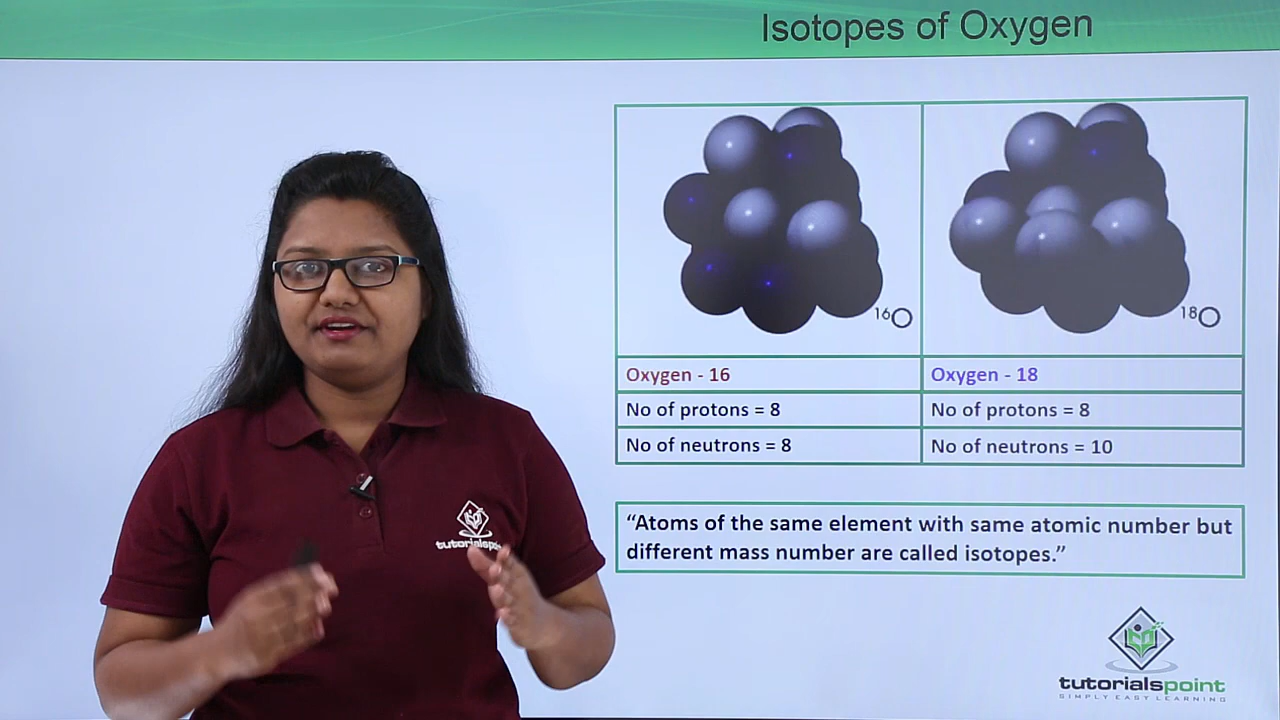 Isotopes of Oxygen
16O
18O
Oxygen - 16
Oxygen - 18
No of protons = 8
No of protons = 8
No of neutrons = 8
No of neutrons = 10
“Atoms of the same element with same atomic number but
different mass number are called isotopes.”
tutorialspoint
tutorialspoint
SIMPLY EASY LEARNING